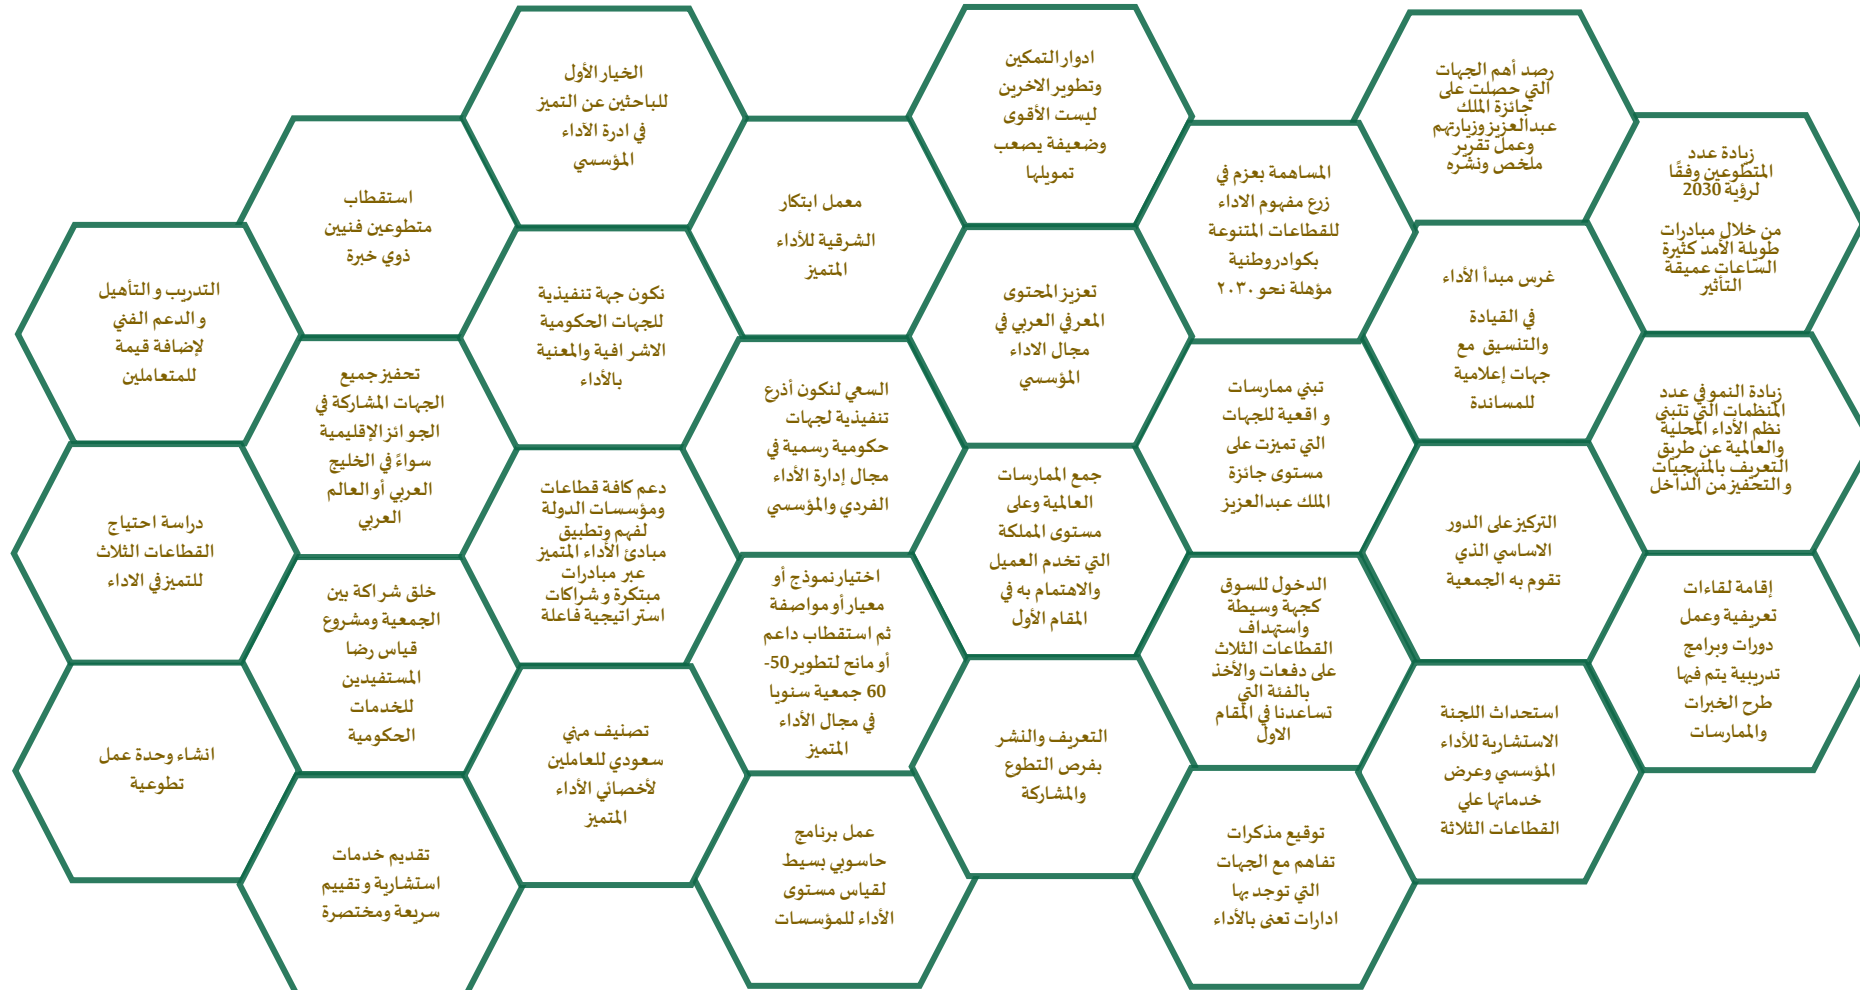 زيادة عدد
المتطوعين وفقًا
لرؤية 2030
من خلال مبادرات
طويلة الأمد كثيرة
الساعات عميقة
التأثير
زيادة النمو في عدد
المنظمات التي تتبنى
نظم الأداء المحلية
والعالمية عن طريق
التعريف بالمنهجيات
والتحفيز من الداخل
إقامة لقاءات
تعريفية وعمل
دورات وبرامج
تدريبية يتم فيها
طرح الخبرات
والممارسات
رصد أهم الجهات
التي حصلت على
جائزة الملك
عبدالعزيز وزيارتهم
وعمل تقرير
ملخص ونشره
غرس مبدأ الأداء
في القيادة
والتنسيق مع
جهات إعلامية
للمساندة
التركيز على الدور
الاساسي الذي
تقوم به الجمعية
استحداث اللجنة
الاستشارية للأداء
المؤسسي وعرض
خدماتها علي
القطاعات الثلاثة
المساهمة بعزم في
زرع مفهوم الاداء
للقطاعات المتنوعة
بكوادر وطنية
مؤهلة نحو ٢٠٣٠
تبني ممارسات
واقعية للجهات
التي تميزت على
مستوى جائزة
الملك عبدالعزيز
الدخول للسوق
كجهة وسيطة
واستهداف
القطاعات الثلاث
على دفعات والأخذ
بالفئة التي
تساعدنا في المقام
الاول
توقيع مذكرات
تفاهم مع الجهات
التي توجد بها
ادارات تعنى بالأداء
ادوار التمكين
وتطوير الاخرين
ليست الأقوى
وضعيفة يصعب
تمويلها
تعزيز المحتوى
المعرفي العربي في
مجال الاداء
المؤسسي
جمع الممارسات
العالمية وعلى
مستوى المملكة
التي تخدم العميل
والاهتمام به في
المقام الأول
التعريف والنشر
بفرص التطوع
والمشاركة
معمل ابتكار
الشرقية للأداء
المتميز
السعي لنكون أذرع
تنفيذية لجهات
حكومية رسمية في
مجال إدارة الأداء
الفردي والمؤسسي
اختيار نموذج أو
معيار أو مواصفة
ثم استقطاب داعم
أو مانح لتطوير 50-
60 جمعية سنويا
في مجال الأداء
المتميز
عمل برنامج
حاسوبي بسيط
لقياس مستوى
الأداء للمؤسسات
الخيار الأول
للباحثين عن التميز
في ادرة الأداء
المؤسسي
نكون جهة تنفيذية
للجهات الحكومية
الاشرافية والمعنية
بالأداء
دعم كافة قطاعات
ومؤسسات الدولة
لفهم وتطبيق
مبادئ الأداء المتميز
عبر مبادرات
مبتكرة وشراكات
استراتيجية فاعلة
تصنيف مهني
سعودي للعاملين
لأخصائي الأداء
المتميز
استقطاب
متطوعين فنيين
ذوي خبرة
تحفيز جميع
الجهات المشاركة في
الجوائز الإقليمية
سواءً في الخليج
العربي أو العالم
العربي
خلق شراكة بين
الجمعية ومشروع
قياس رضا
المستفيدين
للخدمات
الحكومية
تقديم خدمات
استشارية وتقييم
سريعة ومختصرة
التدريب والتأهيل
والدعم الفني
لإضافة قيمة
للمتعاملين
دراسة احتياج
القطاعات الثلاث
للتميز في الاداء
انشاء وحدة عمل
تطوعية